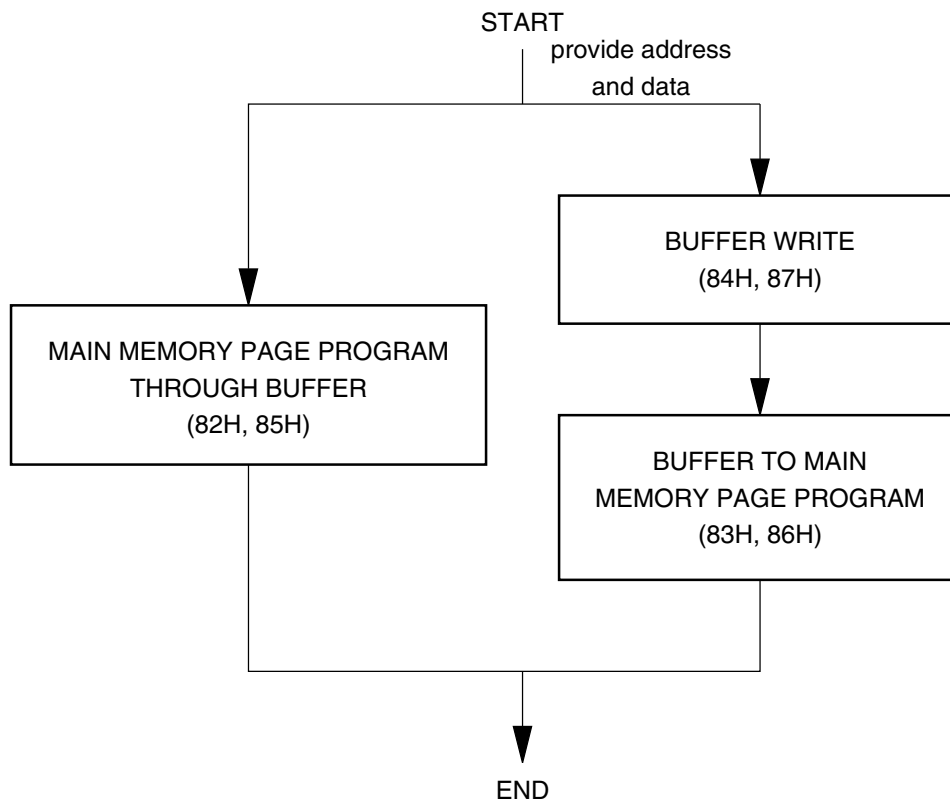 START
provide address
and data
BUFFER WRITE
(84H, 87H)
MAIN MEMORY PAGE PROGRAM
THROUGH BUFFER
(82H, 85H)
BUFFER TO MAIN
MEMORY PAGE PROGRAM
(83H, 86H)
END